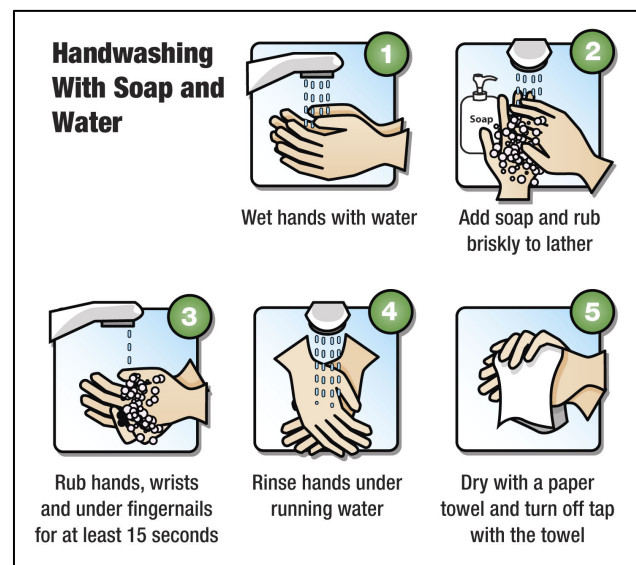 Handwashing
With Soap and
Water
1
Wet hands with water
2
Soap
Add soap and rub
briskly to lather
3
Rub hands, wrists
and under fingernails
for at least 15 seconds
4
Rinse hands under
running water
5
Dry with a paper
towel and turn off tap
with the towel